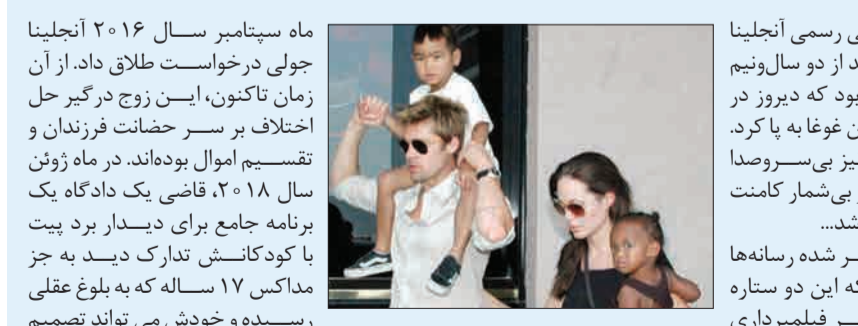 ی رسمی آنجلینا
د از دو سال‌ونیم
بود که دیروز در
ن غوغا به پا کرد.
یز بی‌سروصدا
بی‌شمار کامنت
شد...
ر شده رسانه‌ها
که این دو ستاره
ر فیلمبرداری
ماه سپتامبر سال ۲۰۱۶ آنجلینا
جولی درخواست طلاق داد. از آن
زمان تاکنون، این زوج درگیر حل
اختلاف بر سر حضانت فرزندان و
تقسیم اموال بوده‌اند. در ماه ژوئن
سال ۲۰۱۸، قاضی یک دادگاه یک
برنامه جامع برای دیدار برد پیت
با کودکانش تدارک دید به جز
مداکس ۱۷ ساله که به بلوغ عقلی
رسیده و خودش می تواند تصمیم